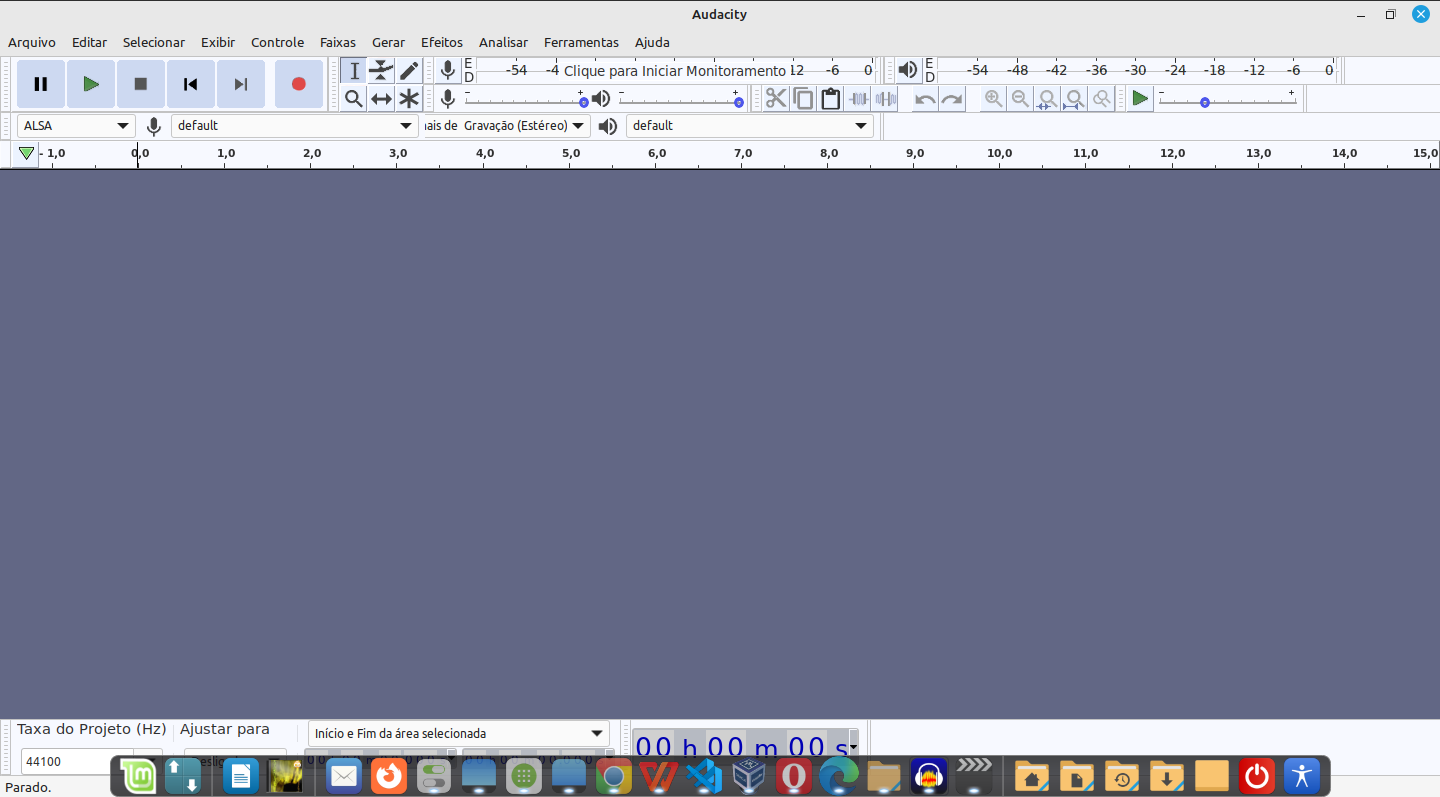 Audacity
Arquivo Editar Selecionar Exibir Controle Faixas Gerar Efeitos Analisar Ferramentas Ajuda
E D -54 -4 Clique para Iniciar Monitoramento 12 -6 0 E D -54 -48 -42 -36 -30 -24 -18 -12 -6 0
- + - + - +
ALSA default ais de Gravação (Estéreo) default
- 1,0 0,0 1,0 2,0 3,0 4,0 5,0 6,0 7,0 8,0 9,0 10,0 11,0 12,0 13,0 14,0 15,0
Taxa do Projeto (Hz) Ajustar para Início e Fim da área selecionada
00 h 00 m 00 s
44100
Parado.